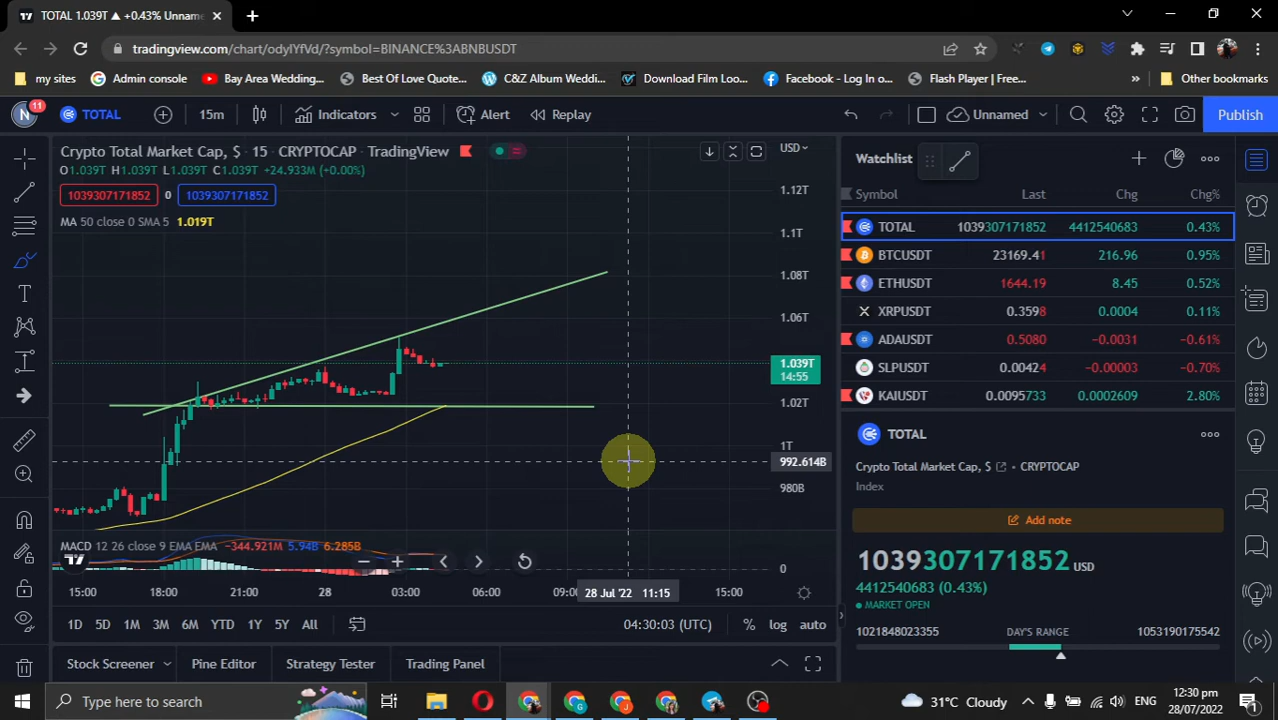 TOTAL 1.039T ▲ +0.43% Unname
tradingview.com/chart/odyIYfVd/?symbol=BINANCE%3ABNBUSDT
my sites
Admin console
Bay Area Wedding...
Best Of Love Quote...
C&Z Album Weddi...
Download Film Loo...
Facebook - Log In o...
Flash Player | Free...
»
Other bookmarks
N
11
TOTAL
15m
Indicators
Alert
Replay
Unnamed
Publish
Crypto Total Market Cap, $ · 15 · CRYPTOCAP · TradingView
O1.039T H1.039T L1.039T C1.039T +24.933M (+0.00%)
1039307171852 0 1039307171852
MA 50 close 0 SMA 5 1.019T
USD
1.12T
1.1T
1.08T
1.06T
1.039T
14:55
1.02T
1T
992.614B
980B
MACD 12 26 close 9 EMA EMA −344.921M 5.94B 6.285B
0
15:00 18:00 21:00 28 03:00 06:00 09:0 28 Jul '22 11:15 15:00
1D 5D 1M 3M 6M YTD 1Y 5Y All
04:30:03 (UTC) % log auto
Stock Screener Pine Editor Strategy Tester Trading Panel
Watchlist
Symbol Last Chg Chg%
TOTAL 1039307171852 4412540683 0.43%
BTCUSDT 23169.41 216.96 0.95%
ETHUSDT 1644.19 8.45 0.52%
XRPUSDT 0.3598 0.0004 0.11%
ADAUSDT 0.5080 −0.0031 −0.61%
SLPUSDT 0.00424 −0.00003 −0.70%
KAIUSDT 0.0095733 0.0002609 2.80%
TOTAL
Crypto Total Market Cap, $ • CRYPTOCAP
Index
Add note
1039307171852 USD
4412540683 (0.43%)
MARKET OPEN
1021848023355 DAY'S RANGE 1053190175542
Type here to search
31°C Cloudy
ENG
12:30 pm
28/07/2022
1